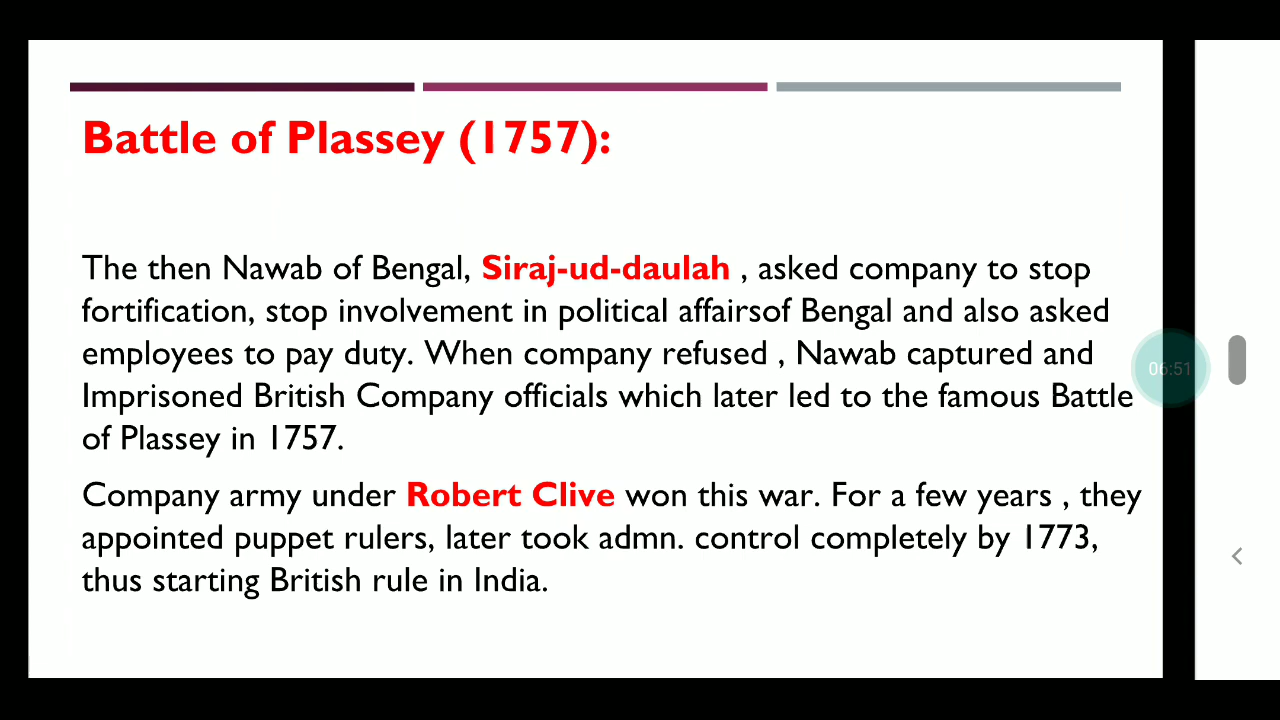 Battle of Plassey (1757):
The then Nawab of Bengal, Siraj-ud-daulah , asked company to stop
fortification, stop involvement in political affairsof Bengal and also asked
employees to pay duty. When company refused , Nawab captured and
Imprisoned British Company officials which later led to the famous Battle
of Plassey in 1757.
Company army under Robert Clive won this war. For a few years , they
appointed puppet rulers, later took admn. control completely by 1773,
thus starting British rule in India.
06:51